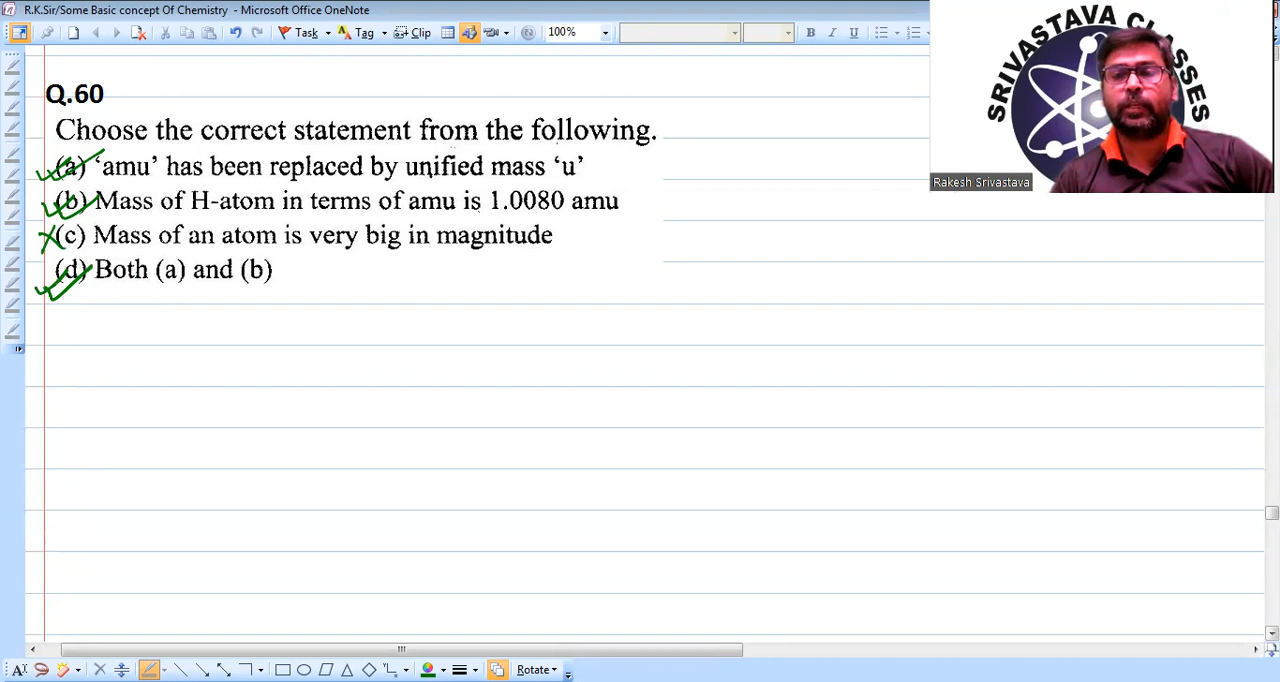 R.K.Sir/Some Basic concept Of Chemistry - Microsoft Office OneNote
Task Tag Clip 100% B I U
SRIVASTAVA CLASSES
Rakesh Srivastava
Q.60
Choose the correct statement from the following.
(a) ‘amu’ has been replaced by unified mass ‘u’
(b) Mass of H-atom in terms of amu is 1.0080 amu
(c) Mass of an atom is very big in magnitude
(d) Both (a) and (b)
Rotate